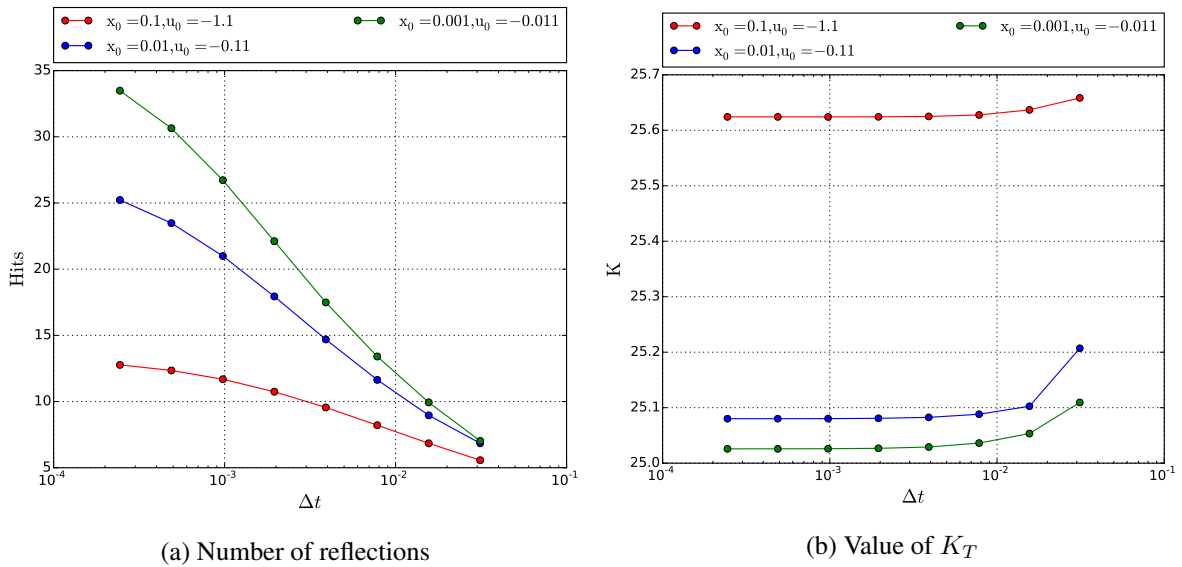 x₀ =0.1,u₀ =−1.1
x₀ =0.01,u₀ =−0.11
x₀ =0.001,u₀ =−0.011
35
30
25
20
15
10
5
Hits
10⁻⁴
10⁻³
10⁻²
10⁻¹
Δt
(a) Number of reflections
x₀ =0.1,u₀ =−1.1
x₀ =0.01,u₀ =−0.11
x₀ =0.001,u₀ =−0.011
25.7
25.6
25.5
25.4
25.3
25.2
25.1
25.0
K
10⁻⁴
10⁻³
10⁻²
10⁻¹
Δt
(b) Value of K_T